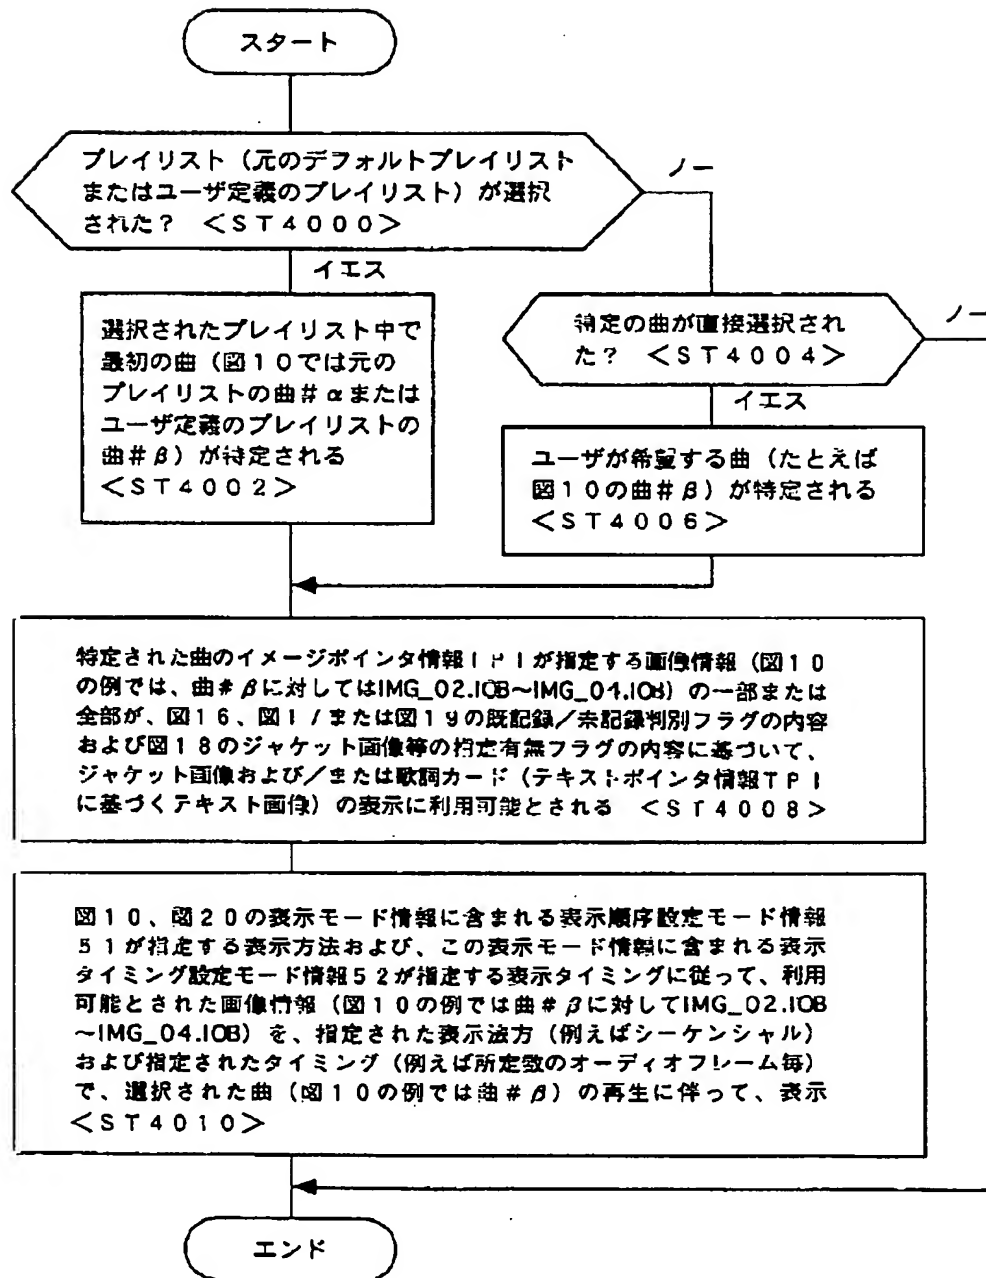 スタート
プレイリスト（元のデフォルトプレイリスト
またはユーザ定義のプレイリスト）が選択
された？ ＜ＳＴ４０００＞
ノー
イエス
選択されたプレイリスト中で
最初の曲（図１０では元の
プレイリストの曲＃αまたは
ユーザ定義のプレイリストの
曲＃β）が特定される
＜ＳＴ４００２＞
特定の曲が直接選択され
た？ ＜ＳＴ４００４＞
ノー
イエス
ユーザが希望する曲（たとえば
図１０の曲＃β）が特定される
＜ＳＴ４００６＞
特定された曲のイメージポインタ情報ＩＰＩが指定する画像情報（図１０
の例では、曲＃βに対してはIMG_02.IOB～IMG_04.IOB）の一部または
全部が、図１６、図１７または図１９の既記録／未記録判別フラグの内容
および図１８のジャケット画像等の指定有無フラグの内容に基づいて、
ジャケット画像および／または歌詞カード（テキストポインタ情報ＴＰＩ
に基づくテキスト画像）の表示に利用可能とされる ＜ＳＴ４００８＞
図１０、図２０の表示モード情報に含まれる表示順序設定モード情報
５１が指定する表示方法および、この表示モード情報に含まれる表示
タイミング設定モード情報５２が指定する表示タイミングに従って、利用
可能とされた画像情報（図１０の例では曲＃βに対してIMG_02.IOB
～IMG_04.IOB）を、指定された表示法方（例えばシーケンシャル）
および指定されたタイミング（例えば所定数のオーディオフレーム毎）
で、選択された曲（図１０の例では曲＃β）の再生に伴って、表示
＜ＳＴ４０１０＞
エンド